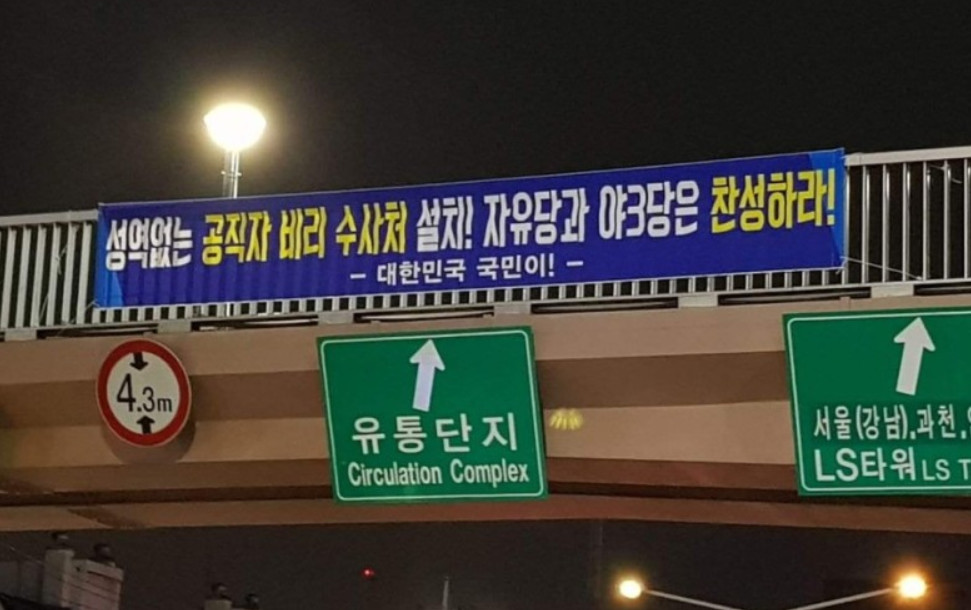 성역없는 공직자 비리 수사처 설치! 자유당과 야3당은 찬성하라!
- 대한민국 국민이! -
4.3m
유통단지
Circulation Complex
서울(강남),과천,
LS타워 LS T